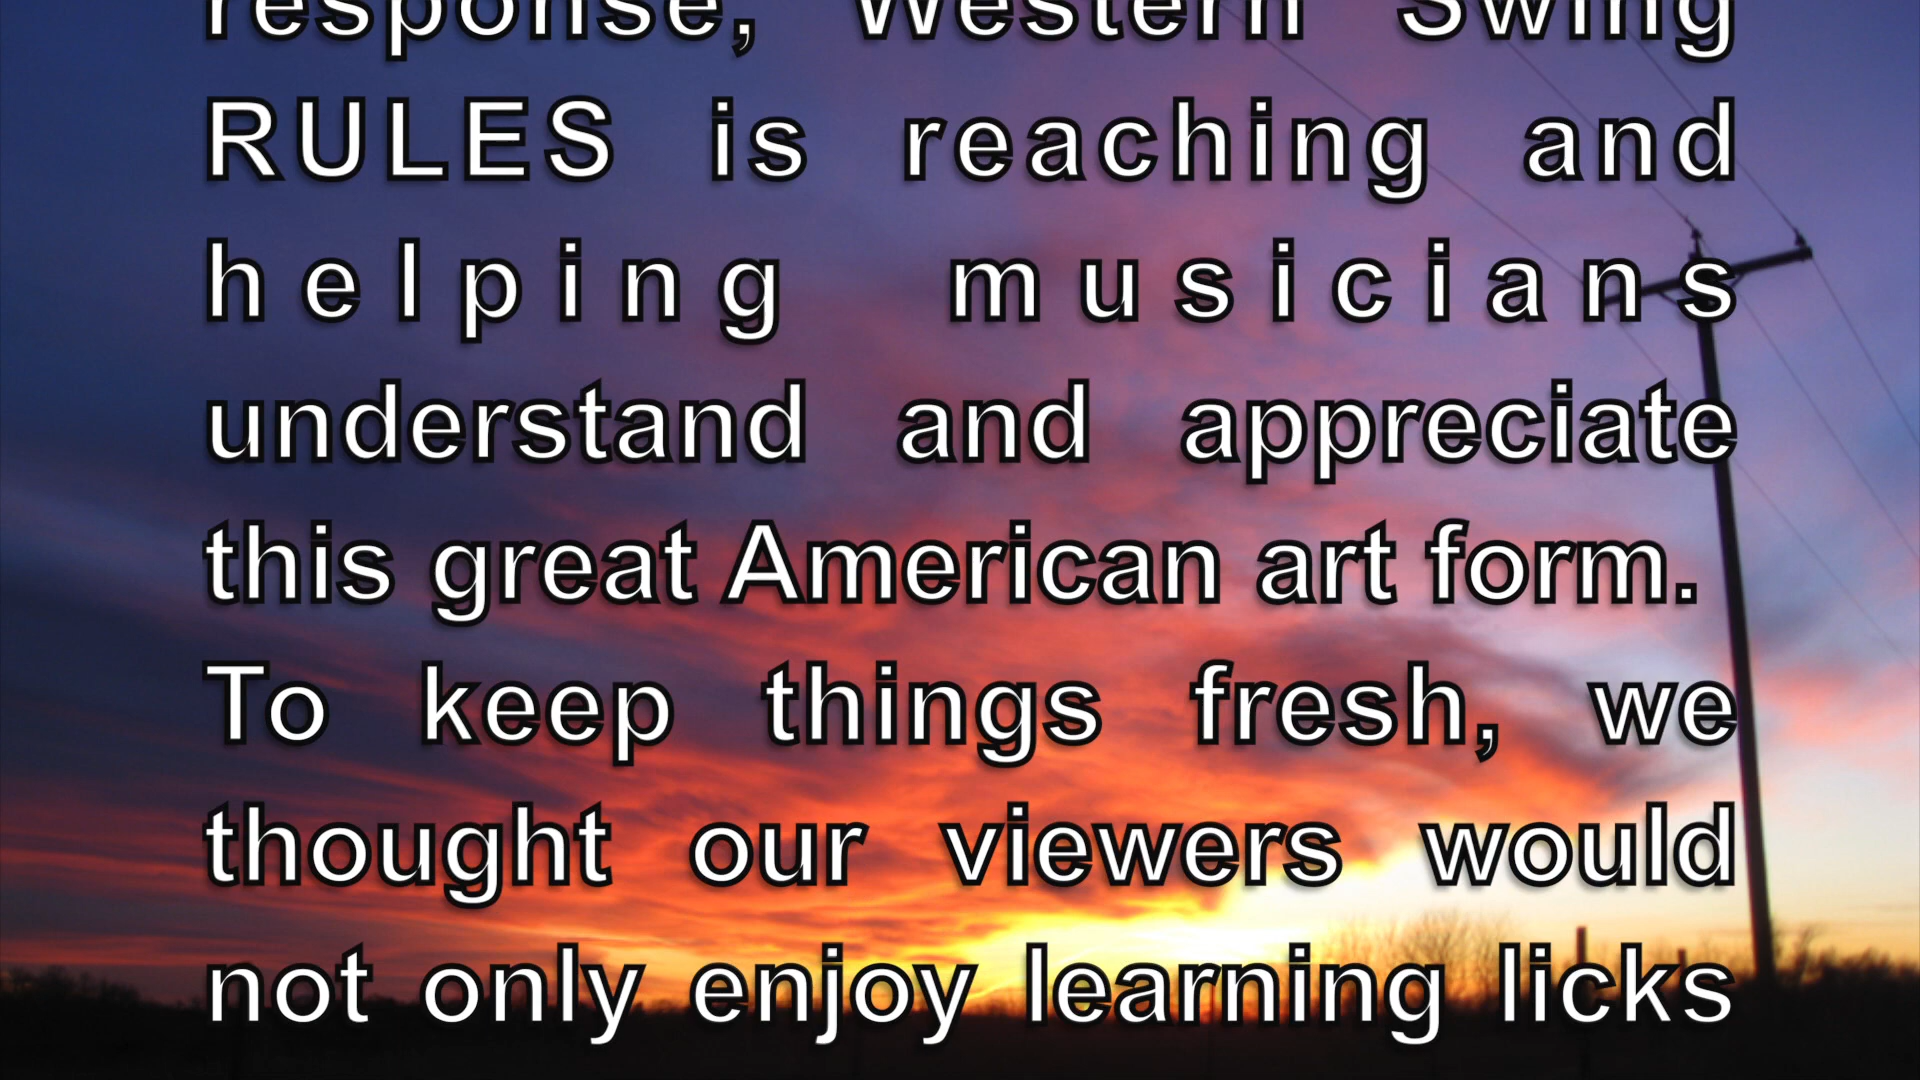 response, Western Swing
RULES is reaching and
helping musicians
understand and appreciate
this great American art form.
To keep things fresh, we
thought our viewers would
not only enjoy learning licks